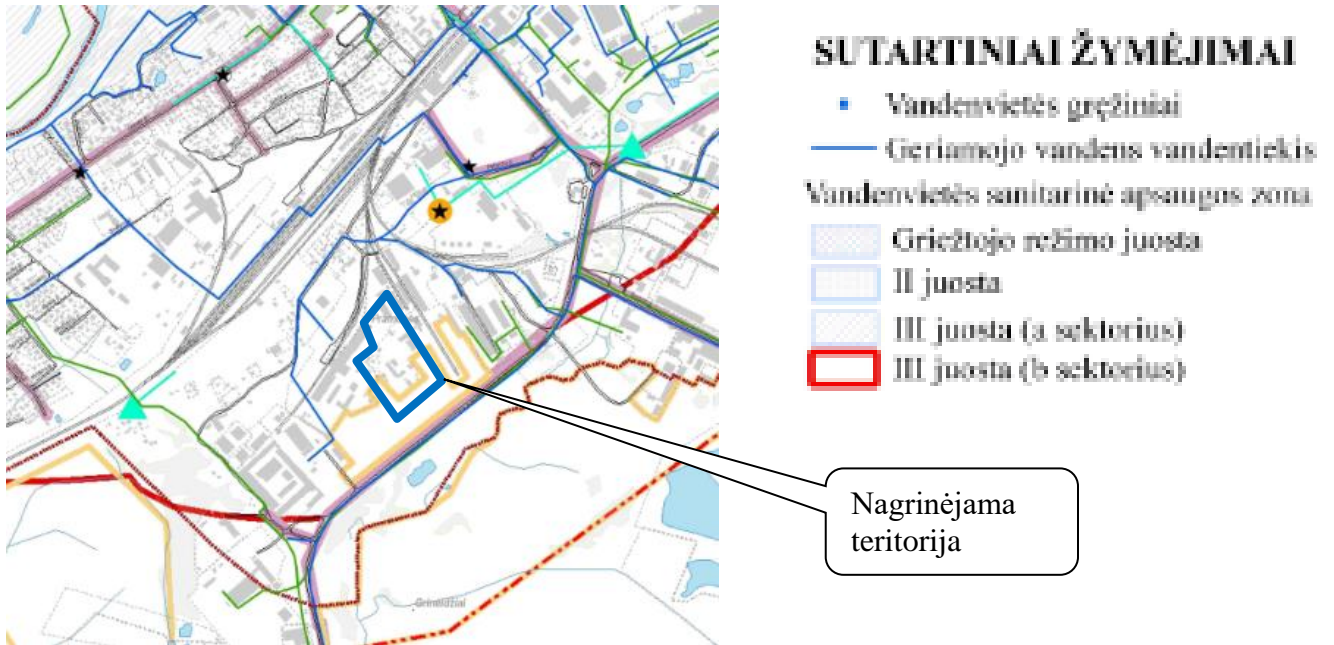 SUTARTINIAI ŽYMĖJIMAI
Vandenvietės gręžiniai
Geriamojo vandens vandentiekis
Vandenvietės sanitarinė apsaugos zona
Griežtojo režimo juosta
II juosta
III juosta (a sektorius)
III juosta (b sektorius)
Nagrinėjama
teritorija